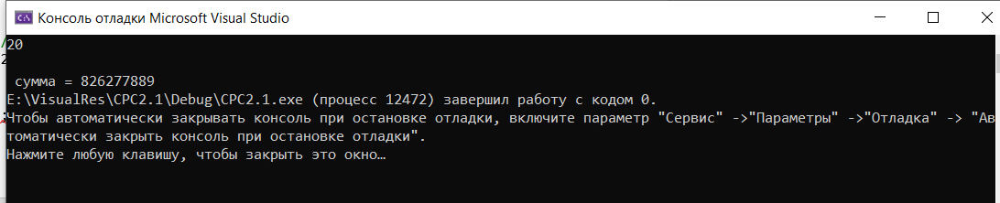 Консоль отладки Microsoft Visual Studio
20
сумма = 826277889
E:\VisualRes\CPC2.1\Debug\CPC2.1.exe (процесс 12472) завершил работу с кодом 0.
Чтобы автоматически закрывать консоль при остановке отладки, включите параметр "Сервис" ->"Параметры" ->"Отладка" -> "Ав
томатически закрыть консоль при остановке отладки".
Нажмите любую клавишу, чтобы закрыть это окно…